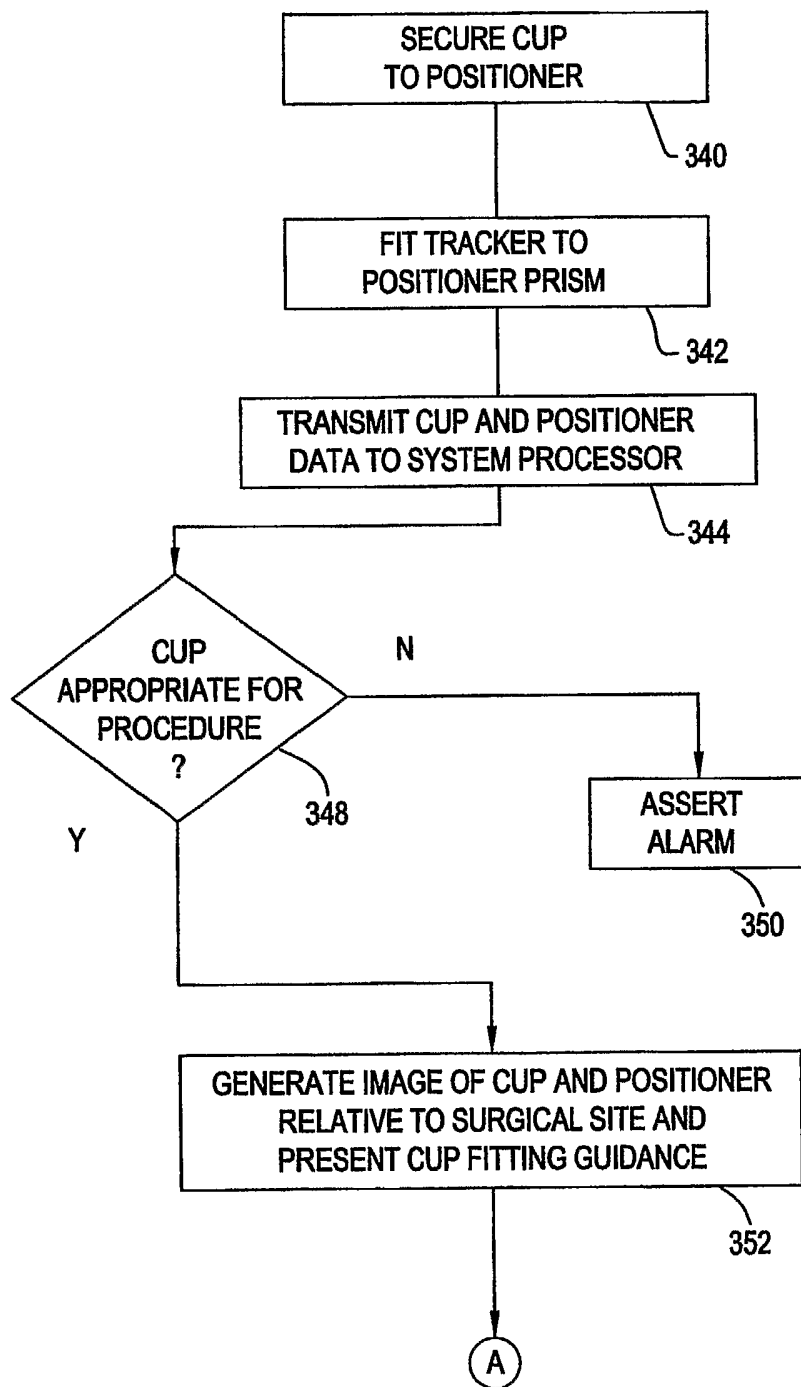 SECURE CUP
TO POSITIONER
340
FIT TRACKER TO
POSITIONER PRISM
342
TRANSMIT CUP AND POSITIONER
DATA TO SYSTEM PROCESSOR
344
CUP
APPROPRIATE FOR
PROCEDURE
?
348
N
Y
ASSERT
ALARM
350
GENERATE IMAGE OF CUP AND POSITIONER
RELATIVE TO SURGICAL SITE AND
PRESENT CUP FITTING GUIDANCE
352
A